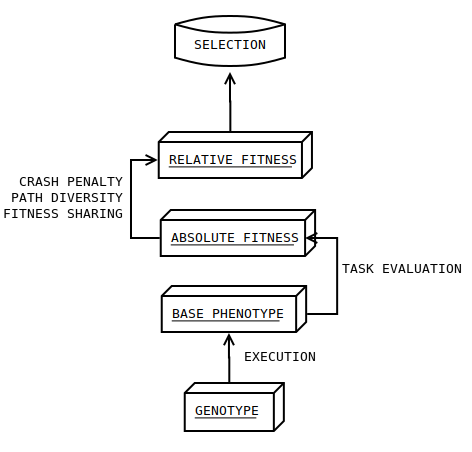 SELECTION
RELATIVE FITNESS
CRASH PENALTY
PATH DIVERSITY
FITNESS SHARING
ABSOLUTE FITNESS
TASK EVALUATION
BASE PHENOTYPE
EXECUTION
GENOTYPE